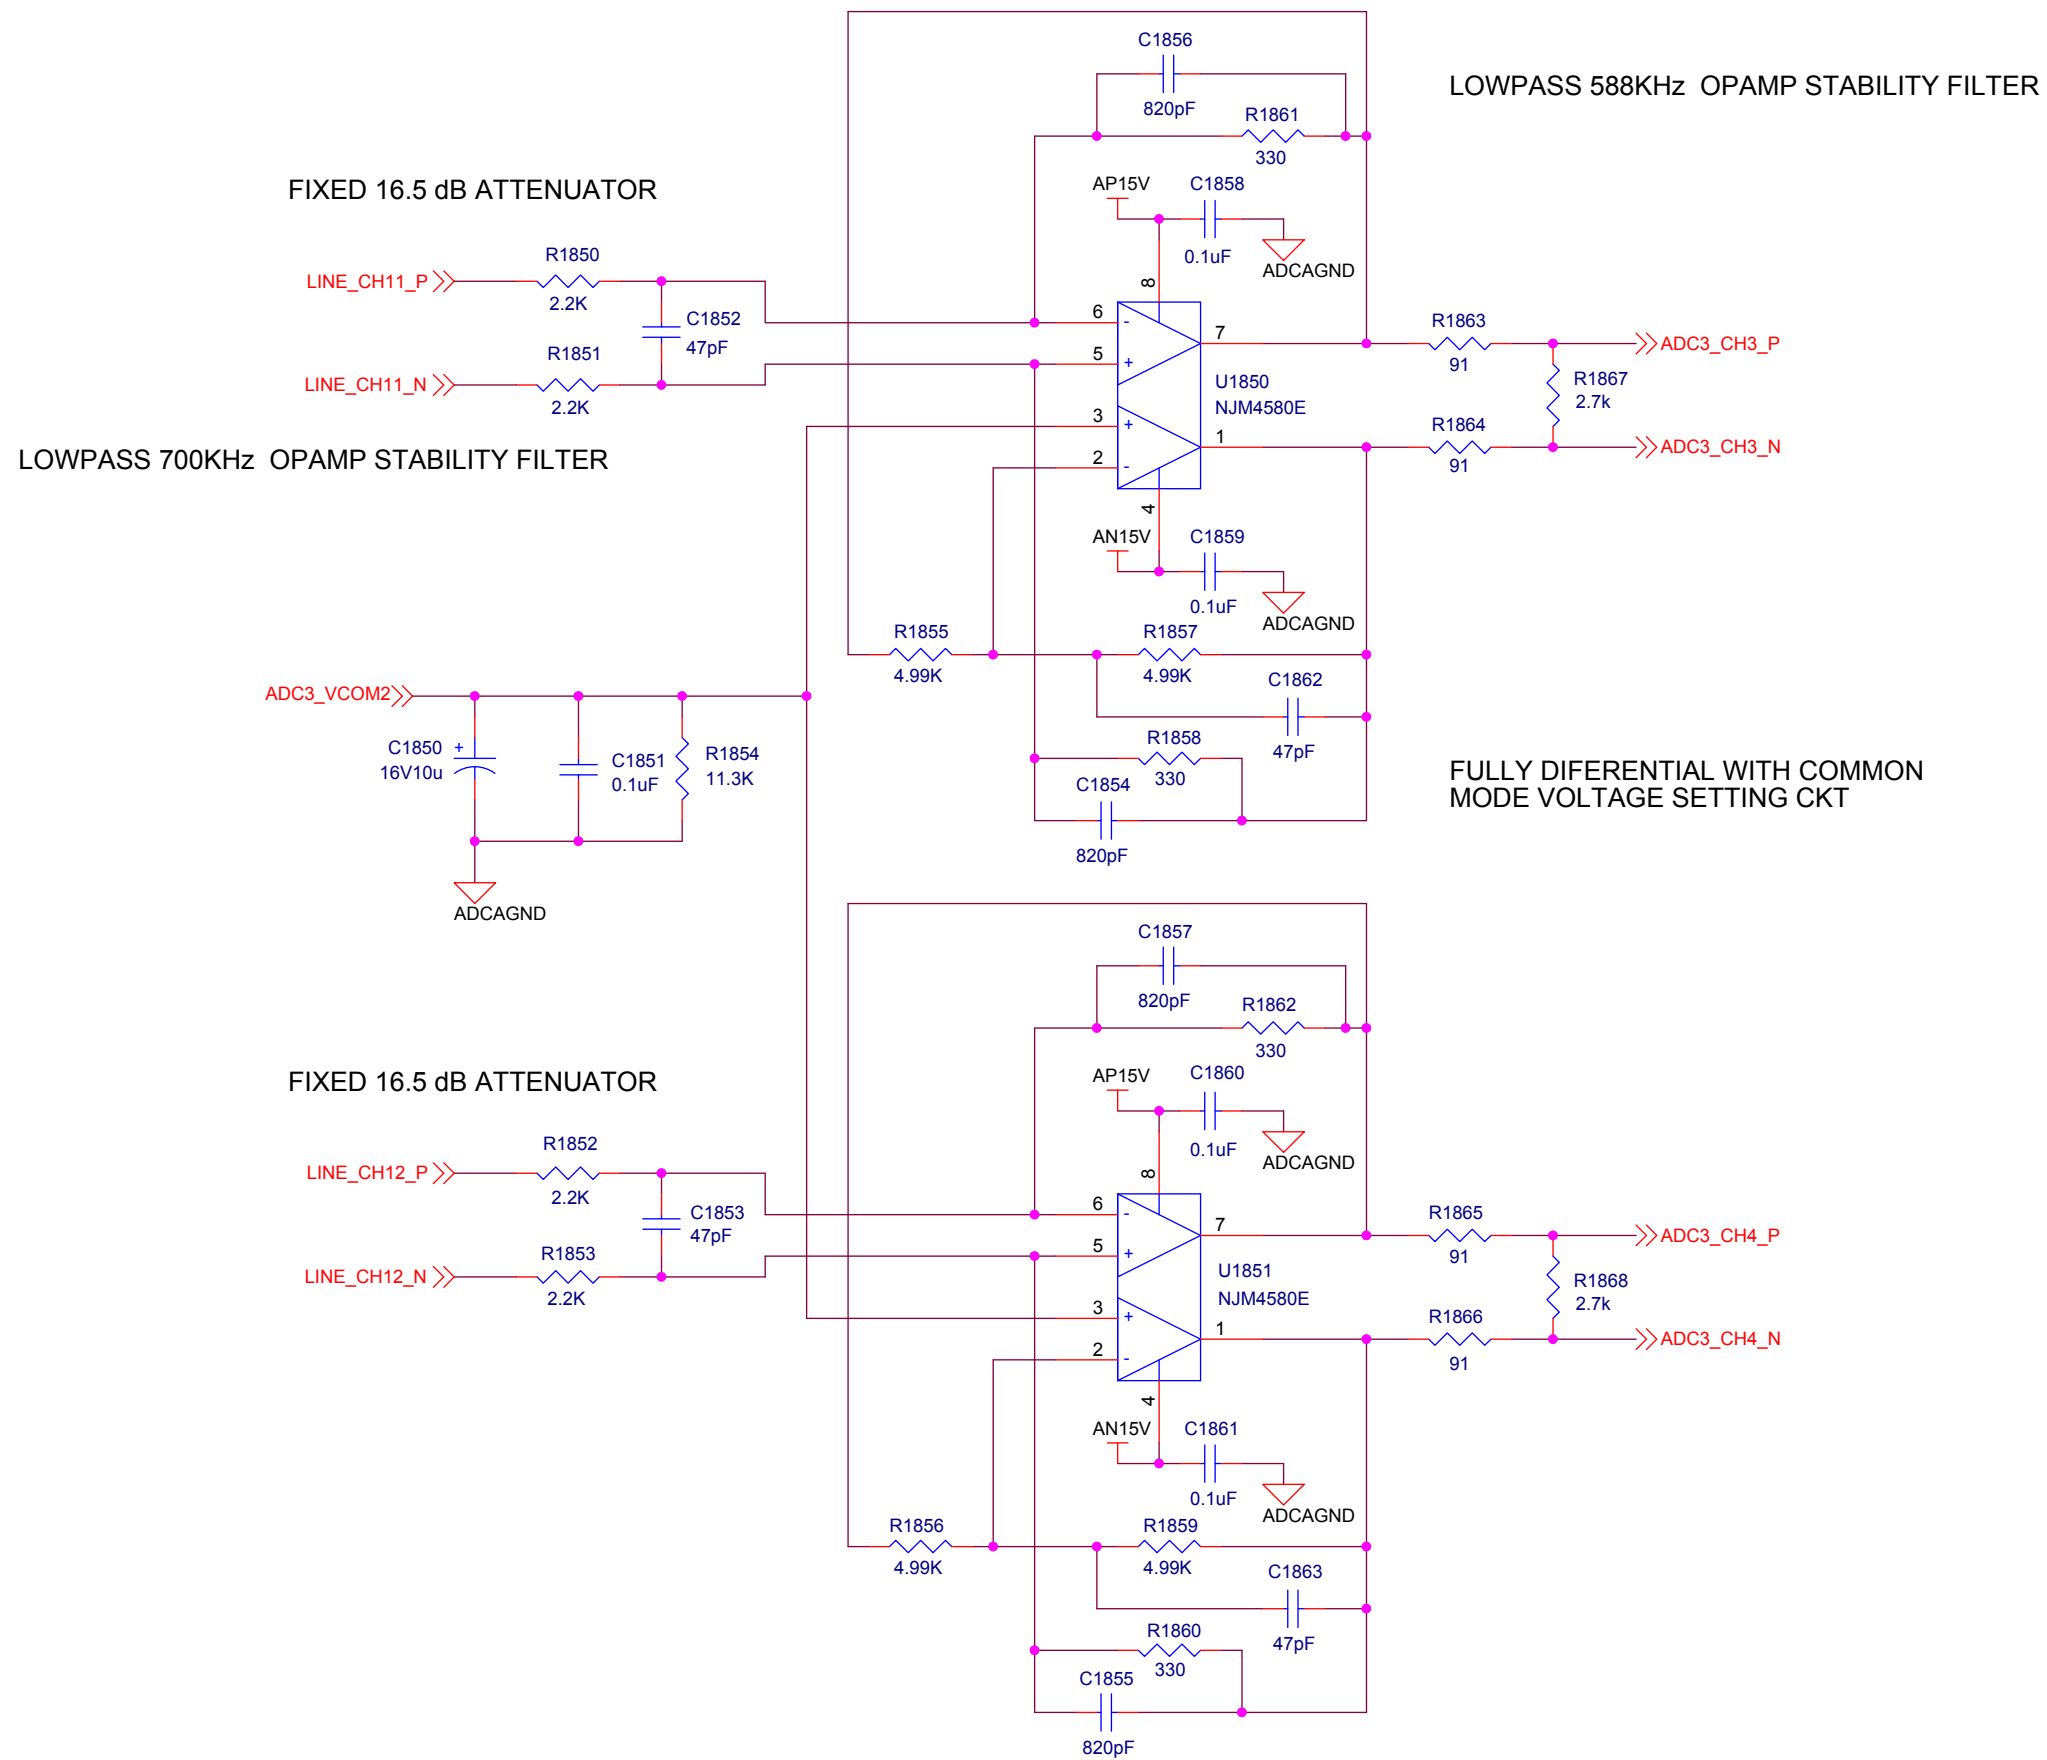 C1856
820pF
LOWPASS 588KHz  OPAMP STABILITY FILTER
R1861
330
FIXED 16.5 dB ATTENUATOR
AP15V
C1858
0.1uF
ADCAGND
R1850
LINE_CH11_P
2.2K
C1852
47pF
R1851
LINE_CH11_N
2.2K
8
6
-
5
+
7
U1850
NJM4580E
3
+
2
-
1
4
R1863
91
ADC3_CH3_P
R1867
2.7k
R1864
91
ADC3_CH3_N
LOWPASS 700KHz  OPAMP STABILITY FILTER
AN15V
C1859
0.1uF
ADCAGND
R1855
4.99K
R1857
4.99K
C1862
47pF
ADC3_VCOM2
C1850
+
16V10u
C1851
0.1uF
R1854
11.3K
ADCAGND
R1858
330
C1854
820pF
FULLY DIFERENTIAL WITH COMMON
MODE VOLTAGE SETTING CKT
C1857
820pF
R1862
330
FIXED 16.5 dB ATTENUATOR
AP15V
C1860
0.1uF
ADCAGND
R1852
LINE_CH12_P
2.2K
C1853
47pF
R1853
LINE_CH12_N
2.2K
8
6
-
5
+
7
U1851
NJM4580E
3
+
2
-
1
4
R1865
91
ADC3_CH4_P
R1868
2.7k
R1866
91
ADC3_CH4_N
AN15V
C1861
0.1uF
ADCAGND
R1856
4.99K
R1859
4.99K
C1863
47pF
R1860
330
C1855
820pF